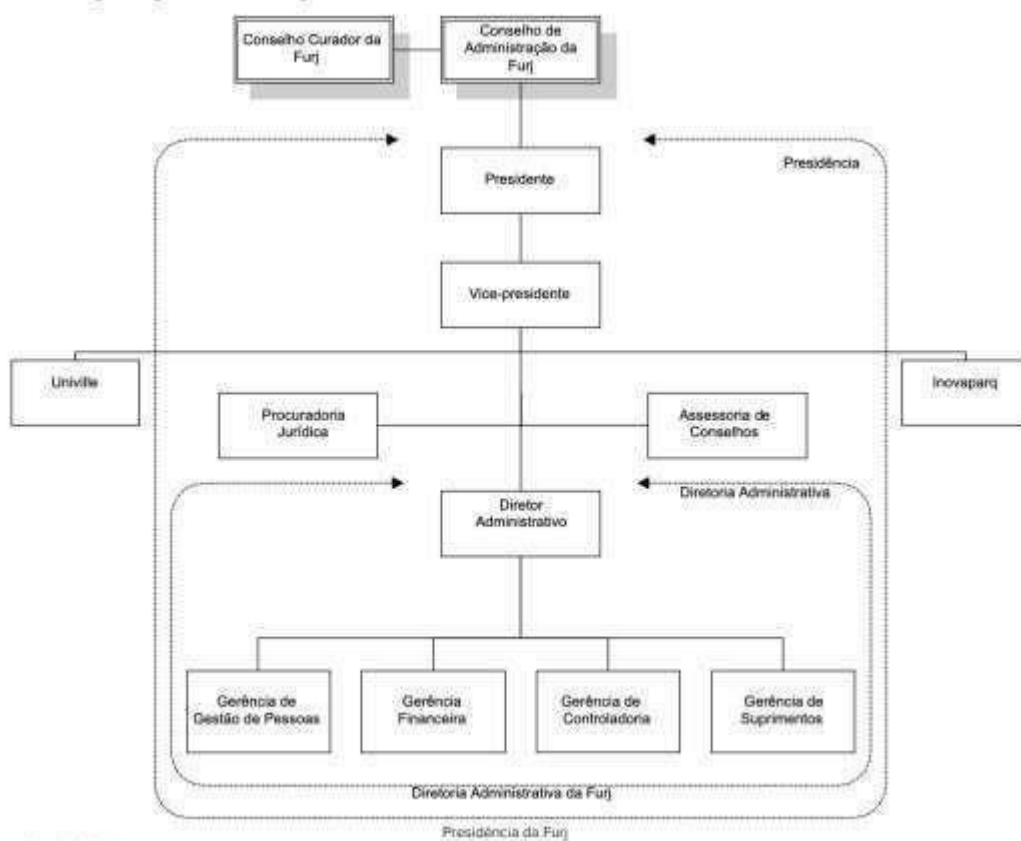 Conselho Curador da
Furj
Conselho de
Administração da
Furj
Presidência
Presidente
Vice-presidente
Univille
Inovaparq
Procuradoria
Jurídica
Assessoria de
Conselhos
Diretoria Administrativa
Diretor
Administrativo
Gerência de
Gestão de Pessoas
Gerência
Financeira
Gerência de
Controladoria
Gerência de
Suprimentos
Diretoria Administrativa da Furj
Presidência da Furj